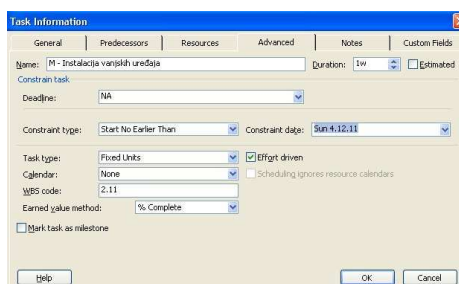 Task Information
General Predecessors Resources Advanced Notes Custom Fields
Name: M - Instalacija vanjskih uređaja Duration: 1w Estimated
Constrain task
Deadline: NA
Constraint type: Start No Earlier Than Constraint date: Sun 4.12.11
Task type: Fixed Units Effort driven
Calendar: None Scheduling ignores resource calendars
WBS code: 2.11
Earned value method: % Complete
Mark task as milestone
Help OK Cancel